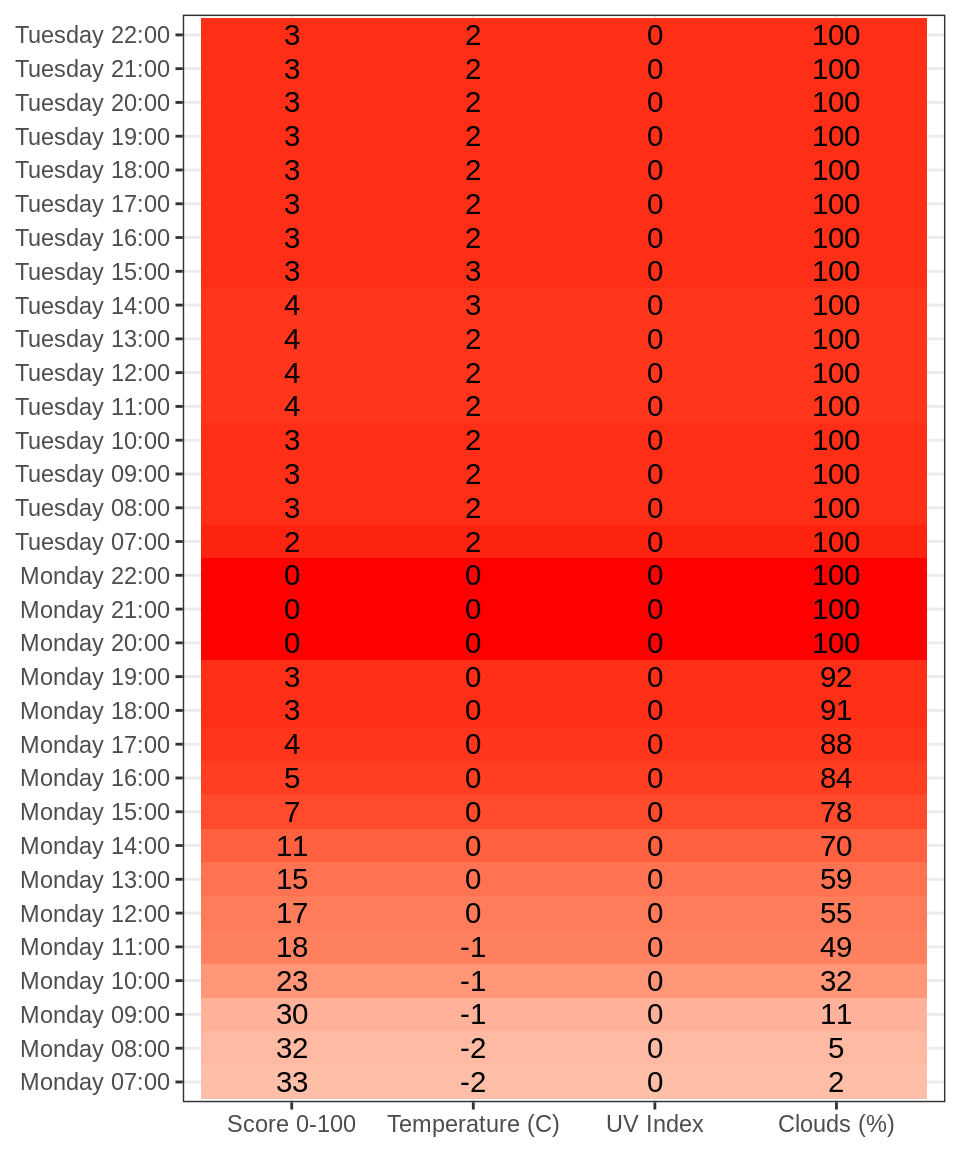 Tuesday 22:00 3 2 0 100
Tuesday 21:00 3 2 0 100
Tuesday 20:00 3 2 0 100
Tuesday 19:00 3 2 0 100
Tuesday 18:00 3 2 0 100
Tuesday 17:00 3 2 0 100
Tuesday 16:00 3 2 0 100
Tuesday 15:00 3 3 0 100
Tuesday 14:00 4 3 0 100
Tuesday 13:00 4 2 0 100
Tuesday 12:00 4 2 0 100
Tuesday 11:00 4 2 0 100
Tuesday 10:00 3 2 0 100
Tuesday 09:00 3 2 0 100
Tuesday 08:00 3 2 0 100
Tuesday 07:00 2 2 0 100
Monday 22:00 0 0 0 100
Monday 21:00 0 0 0 100
Monday 20:00 0 0 0 100
Monday 19:00 3 0 0 92
Monday 18:00 3 0 0 91
Monday 17:00 4 0 0 88
Monday 16:00 5 0 0 84
Monday 15:00 7 0 0 78
Monday 14:00 11 0 0 70
Monday 13:00 15 0 0 59
Monday 12:00 17 0 0 55
Monday 11:00 18 -1 0 49
Monday 10:00 23 -1 0 32
Monday 09:00 30 -1 0 11
Monday 08:00 32 -2 0 5
Monday 07:00 33 -2 0 2
Score 0-100 Temperature (C) UV Index Clouds (%)